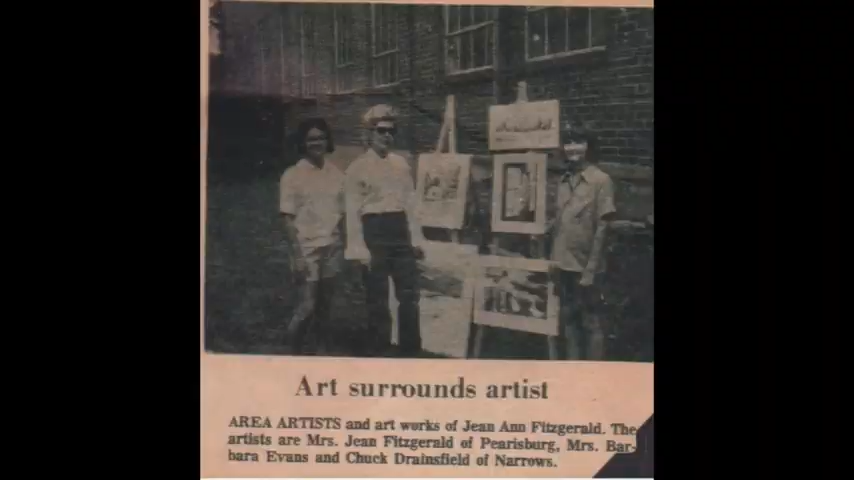 Art surrounds artist
AREA ARTISTS and art works of Jean Ann Fitzgerald. The
artists are Mrs. Jean Fitzgerald of Pearisburg, Mrs. Bar-
bara Evans and Chuck Drainsfield of Narrows.